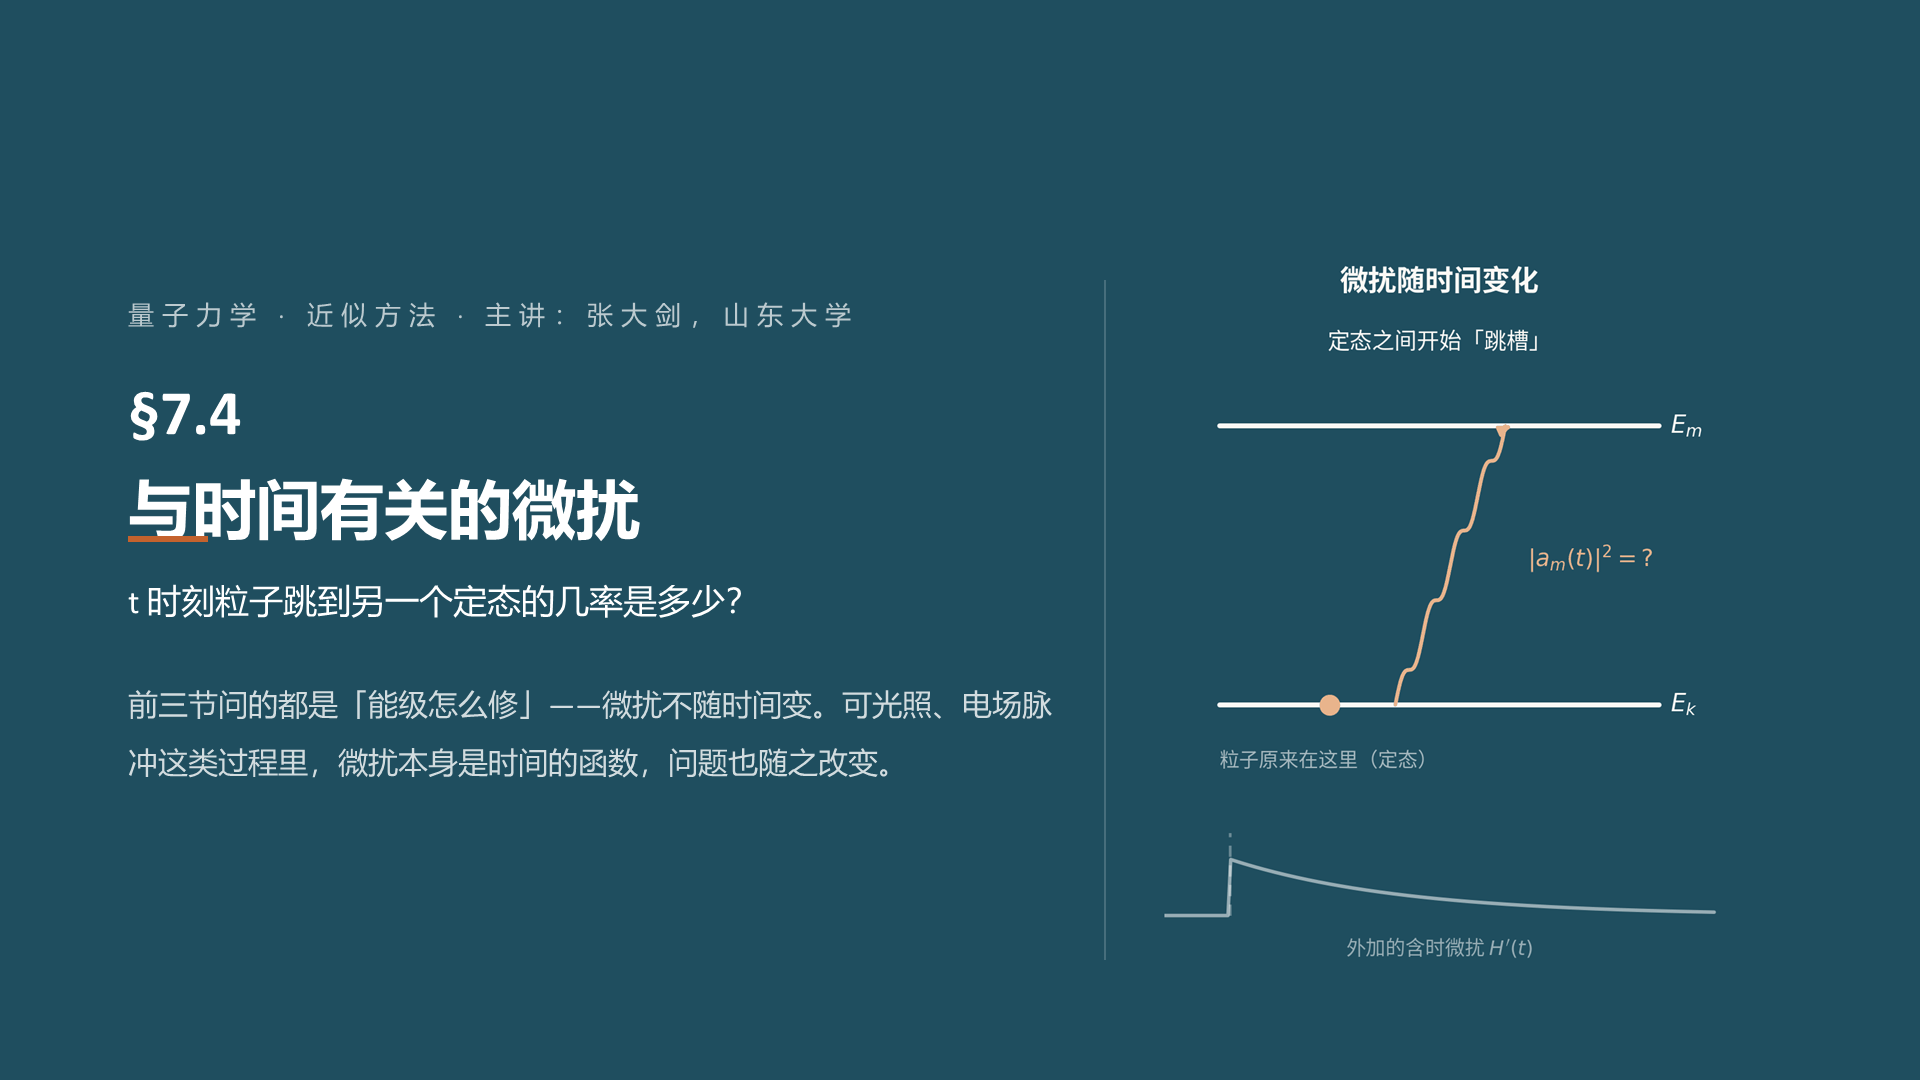 量子力学 · 近似方法 · 主讲：张大剑，山东大学
§7.4
与时间有关的微扰
t 时刻粒子跳到另一个定态的几率是多少？
前三节问的都是「能级怎么修」——微扰不随时间变。可光照、电场脉
冲这类过程里，微扰本身是时间的函数，问题也随之改变。
微扰随时间变化
定态之间开始「跳槽」
E_m
|a_m(t)|² = ?
E_k
粒子原来在这里（定态）
外加的含时微扰 H′(t)